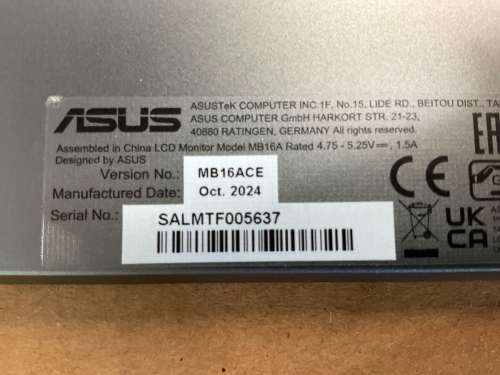 ASUS
ASUSTeK COMPUTER INC.1F, No.15, LIDE RD., BEITOU DIST., TA
ASUS COMPUTER GmbH HARKORT STR. 21-23,
40880 RATINGEN, GERMANY All rights reserved.
Assembled in China LCD Monitor Model MB16A Rated 4.75 - 5.25V⎓, 1.5A
Designed by ASUS
Version No.: MB16ACE
Manufactured Date: Oct. 2024
Serial No.: SALMTF005637
EAC
UK
CA